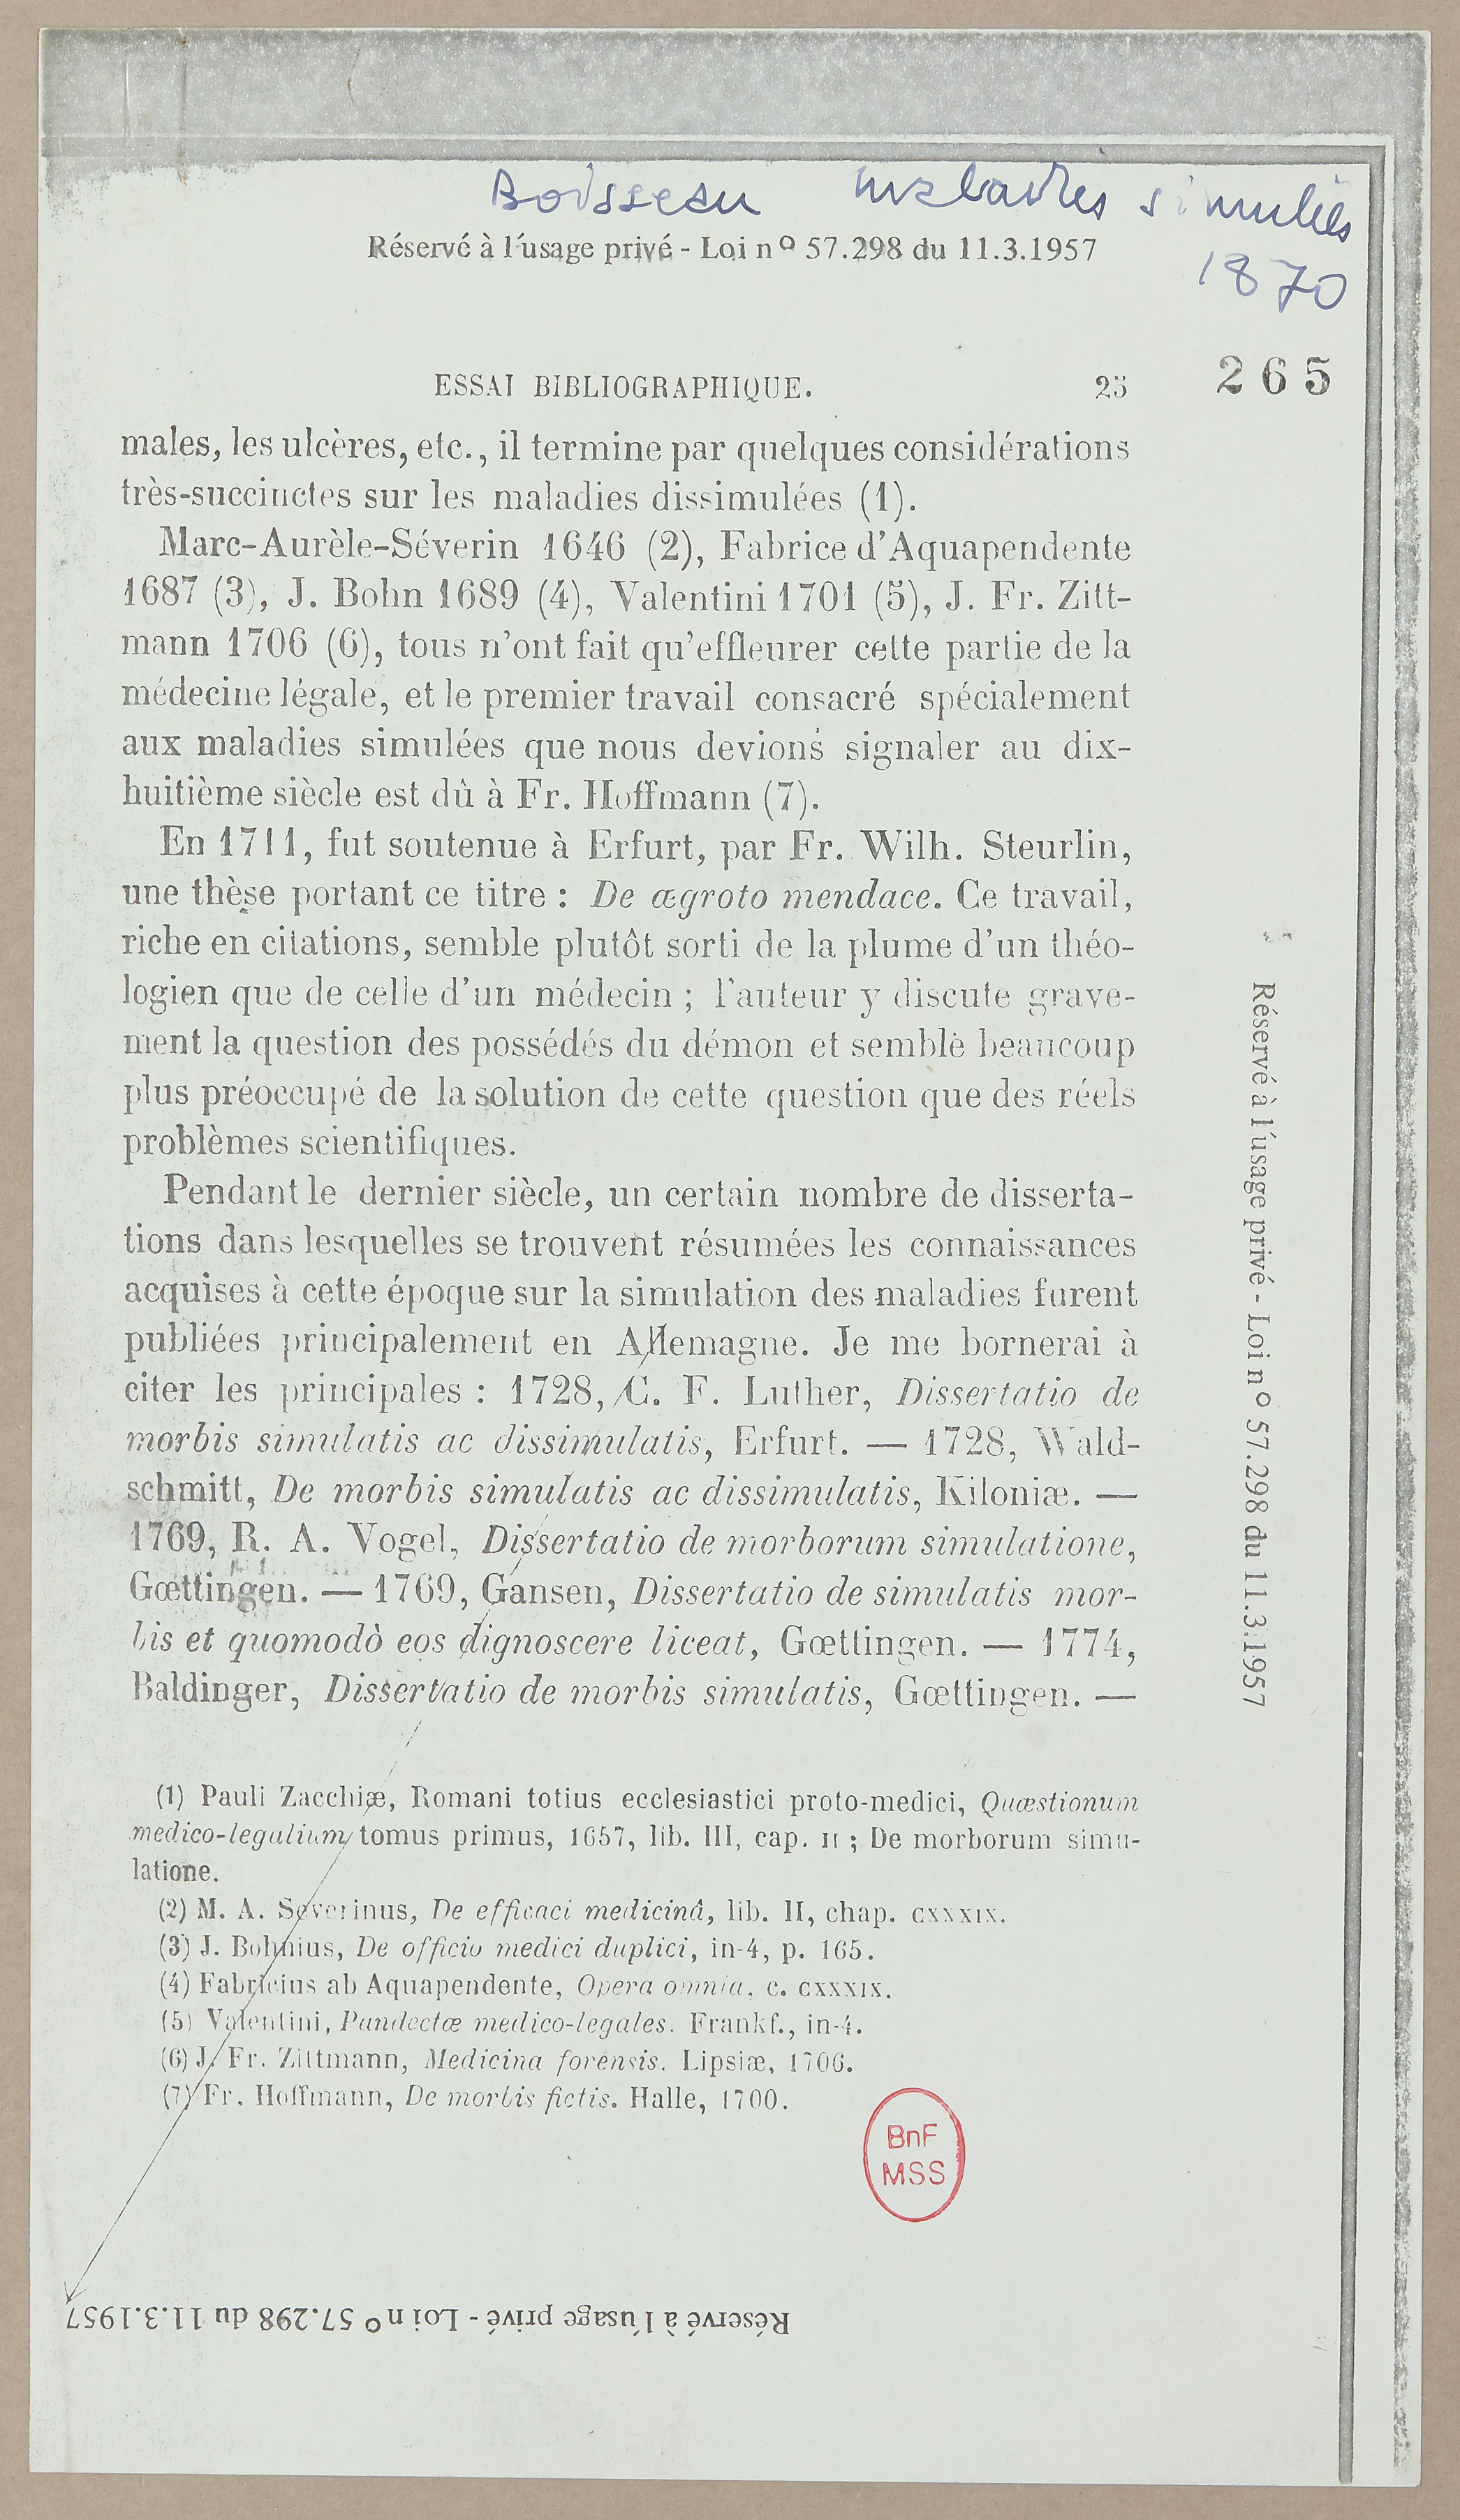 Boisseau maladies simulées
Réservé à l'usage privé - Loi nº 57.298 du 11.3.1957
1870
265
ESSAI BIBLIOGRAPHIQUE. 25
males, les ulcères, etc., il termine par quelques considérations
très-succinctes sur les maladies dissimulées (1).
Marc-Aurèle-Séverin 1646 (2), Fabrice d'Aquapendente
1687 (3), J. Bohn 1689 (4), Valentini 1701 (5), J. Fr. Zitt-
mann 1706 (6), tous n'ont fait qu'effleurer cette partie de la
médecine légale, et le premier travail consacré spécialement
aux maladies simulées que nous devions signaler au dix-
huitième siècle est dû à Fr. Hoffmann (7).
En 1711, fut soutenue à Erfurt, par Fr. Wilh. Steurlin,
une thèse portant ce titre : De ægroto mendace. Ce travail,
riche en citations, semble plutôt sorti de la plume d'un théo-
logien que de celle d'un médecin ; l'auteur y discute grave-
ment la question des possédés du démon et semble beaucoup
plus préoccupé de la solution de cette question que des réels
problèmes scientifiques.
Pendant le dernier siècle, un certain nombre de disserta-
tions dans lesquelles se trouvent résumées les connaissances
acquises à cette époque sur la simulation des maladies furent
publiées principalement en Allemagne. Je me bornerai à
citer les principales : 1728, C. F. Luther, Dissertatio de
morbis simulatis ac dissimulatis, Erfurt. — 1728, Wald-
schmitt, De morbis simulatis ac dissimulatis, Kiloniæ. —
1769, R. A. Vogel, Dissertatio de morborum simulatione,
Gœttingen. — 1769, Gansen, Dissertatio de simulatis mor-
bis et quomodò eos dignoscere liceat, Gœttingen. — 1774,
Baldinger, Dissertatio de morbis simulatis, Gœttingen. —
(1) Pauli Zacchiæ, Romani totius ecclesiastici proto-medici, Quæstionum
medico-legalium, tomus primus, 1657, lib. III, cap. II ; De morborum simu-
latione.
(2) M. A. Severinus, De efficaci medicinâ, lib. II, chap. CXXXIX.
(3) J. Bohnius, De officio medici duplici, in-4, p. 165.
(4) Fabricius ab Aquapendente, Opera omnia, c. CXXXIX.
(5) Valentini, Pandectæ medico-legales. Frankf., in-4.
(6) J. Fr. Zittmann, Medicina forensis. Lipsiæ, 1706.
(7) Fr. Hoffmann, De morbis fictis. Halle, 1700.
BnF
MSS
Réservé à l'usage privé - Loi nº 57.298 du 11.3.1957
Réservé à l'usage privé - Loi nº 57.298 du 11.3.1957